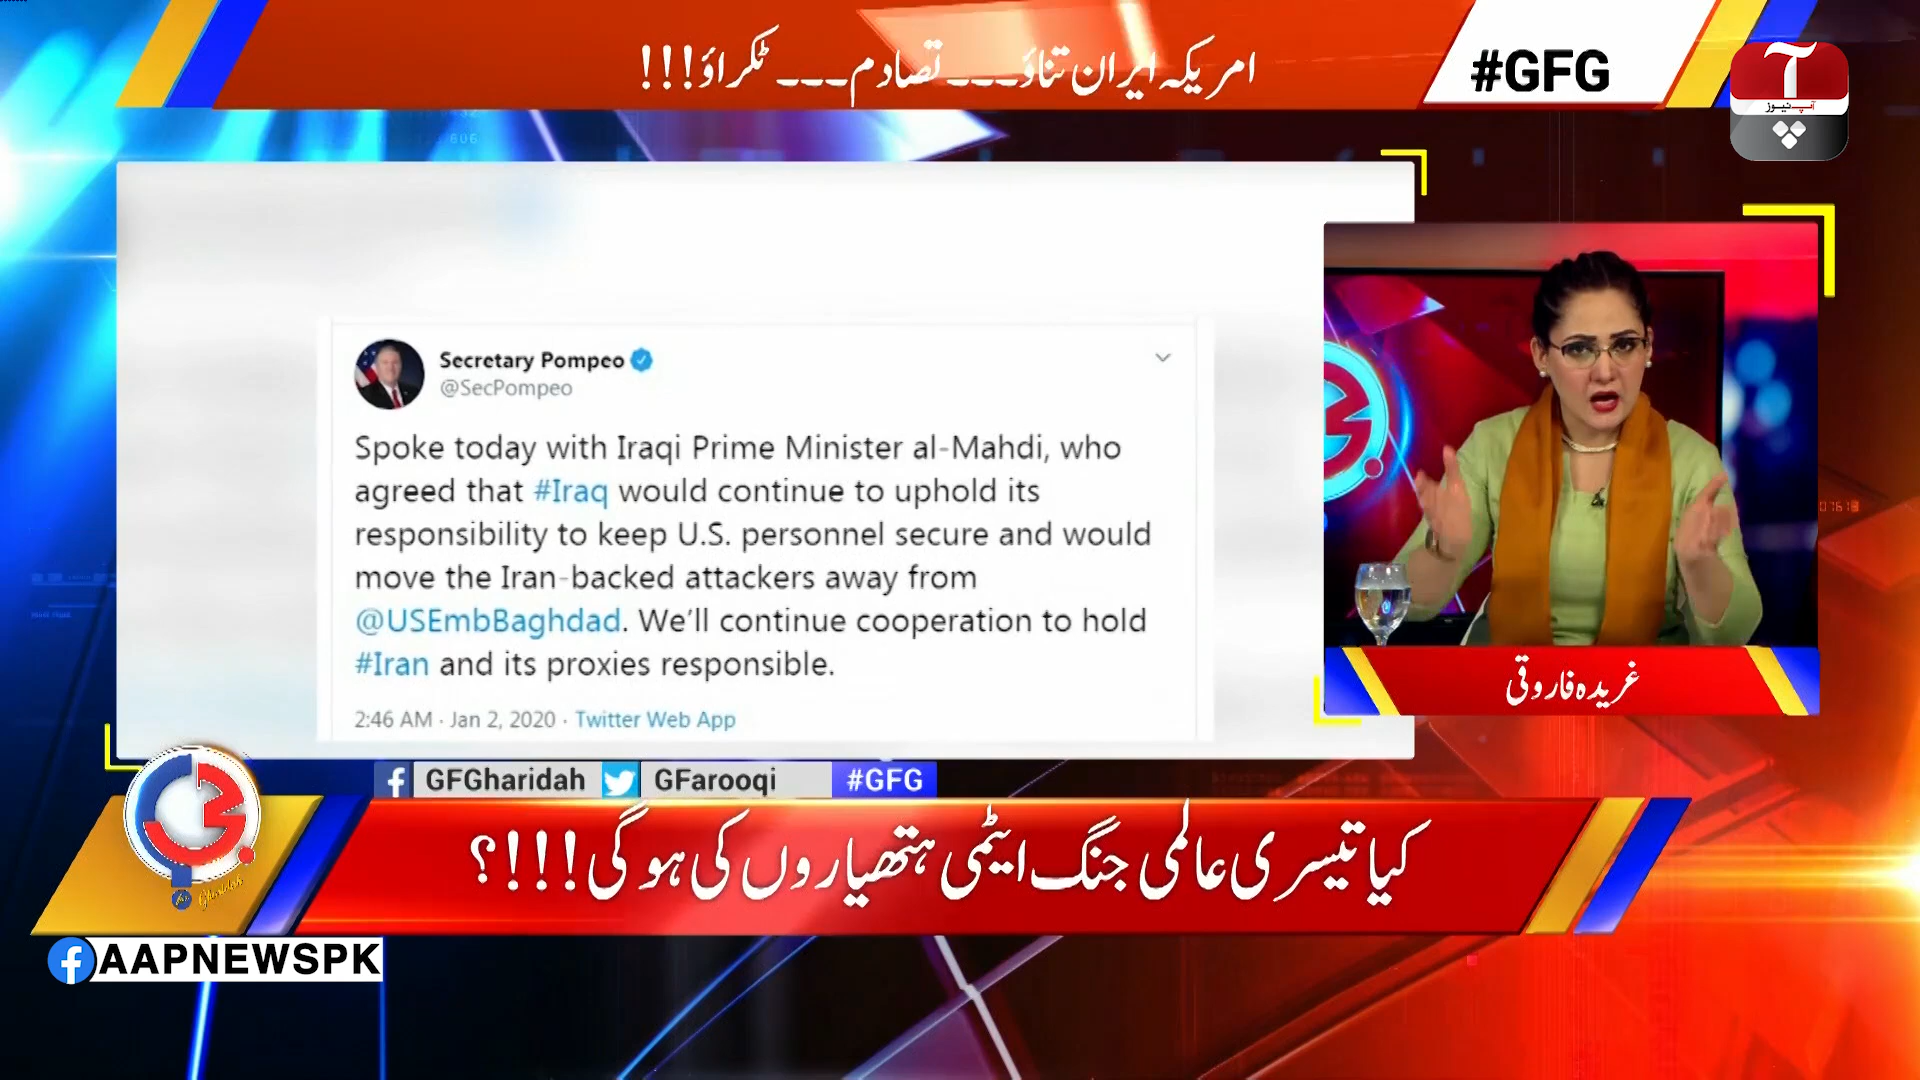 امریکہ ایران تناؤ--- تصادم--- ٹکراؤ!!!
#GFG
آپ نیوز
Secretary Pompeo
@SecPompeo
Spoke today with Iraqi Prime Minister al-Mahdi, who
agreed that #Iraq would continue to uphold its
responsibility to keep U.S. personnel secure and would
move the Iran-backed attackers away from
@USEmbBaghdad. We’ll continue cooperation to hold
#Iran and its proxies responsible.
2:46 AM · Jan 2, 2020 · Twitter Web App
غریدہ فاروقی
GFGharidah GFarooqi #GFG
کیا تیسری عالمی جنگ ایٹمی ہتھیاروں کی ہو گی!!!؟
AAPNEWSPK